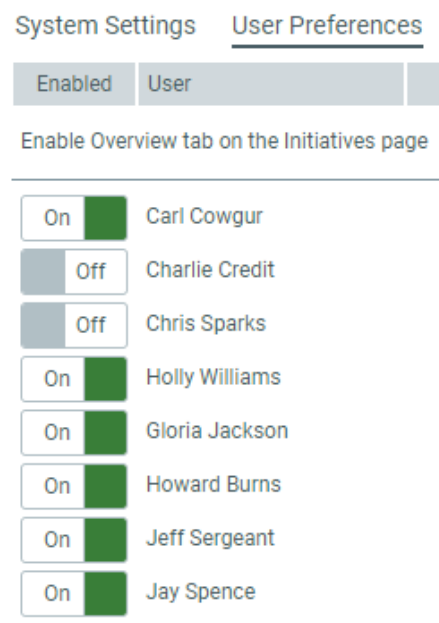 System Settings User Preferences
Enabled User
Enable Overview tab on the Initiatives page
On Carl Cowgur
Off Charlie Credit
Off Chris Sparks
On Holly Williams
On Gloria Jackson
On Howard Burns
On Jeff Sergeant
On Jay Spence